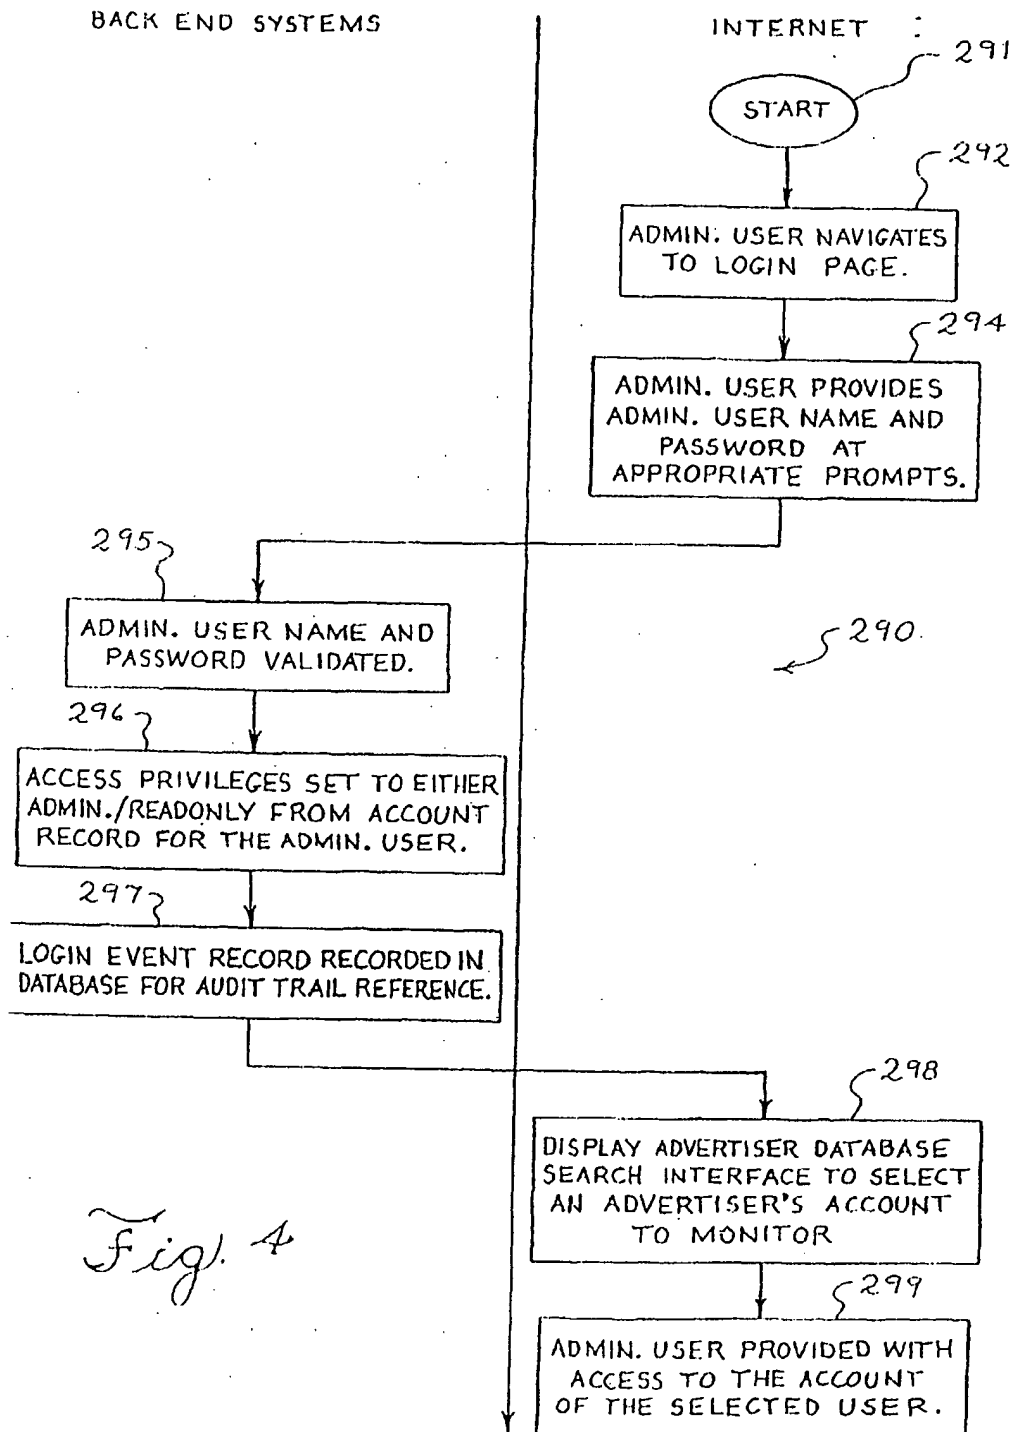 BACK END SYSTEMS
INTERNET
291
START
292
ADMIN. USER NAVIGATES
TO LOGIN PAGE.
294
ADMIN. USER PROVIDES
ADMIN. USER NAME AND
PASSWORD AT
APPROPRIATE PROMPTS.
295
ADMIN. USER NAME AND
PASSWORD VALIDATED.
290
296
ACCESS PRIVILEGES SET TO EITHER
ADMIN./READONLY FROM ACCOUNT
RECORD FOR THE ADMIN. USER.
297
LOGIN EVENT RECORD RECORDED IN
DATABASE FOR AUDIT TRAIL REFERENCE.
298
DISPLAY ADVERTISER DATABASE
SEARCH INTERFACE TO SELECT
AN ADVERTISER'S ACCOUNT
TO MONITOR
Fig. 4
299
ADMIN. USER PROVIDED WITH
ACCESS TO THE ACCOUNT
OF THE SELECTED USER.